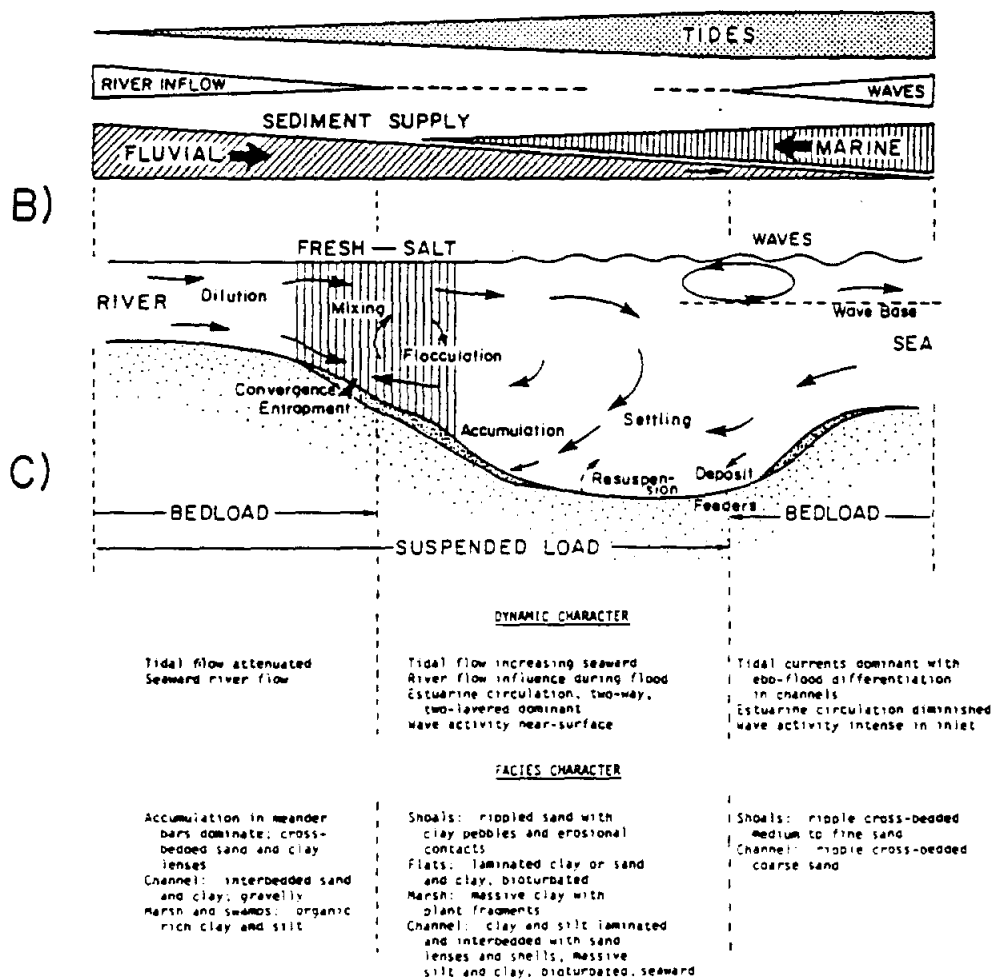 TIDES
RIVER INFLOW
WAVES
SEDIMENT SUPPLY
FLUVIAL
MARINE
B)
FRESH — SALT
WAVES
RIVER
Dilution
Mixing
Wave Base
SEA
Flocculation
Convergence
Entrapment
Accumulation
Settling
C)
Resuspen-
sion
Deposit
Feeders
BEDLOAD
BEDLOAD
SUSPENDED LOAD
DYNAMIC CHARACTER
Tidal flow attenuated
Seaward river flow
Tidal flow increasing seaward
River flow influence during flood
Estuarine circulation, two-way,
two-layered dominant
Wave activity near-surface
Tidal currents dominant with
ebb-flood differentiation
in channels
Estuarine circulation diminished
Wave activity intense in inlet
FACIES CHARACTER
Accumulation in meander
bars dominate; cross-
bedded sand and clay
lenses
Channel: interbedded sand
and clay; gravelly
Marsh and swamps: organic
rich clay and silt
Shoals: rippled sand with
clay pebbles and erosional
contacts
Flats: laminated clay or sand
and clay, bioturbated
Marsh: massive clay with
plant fragments
Channel: clay and silt laminated
and interbedded with sand
lenses and shells, massive
silt and clay, bioturbated, seaward
Shoals: ripple cross-bedded
medium to fine sand
Channel: ripple cross-bedded
coarse sand